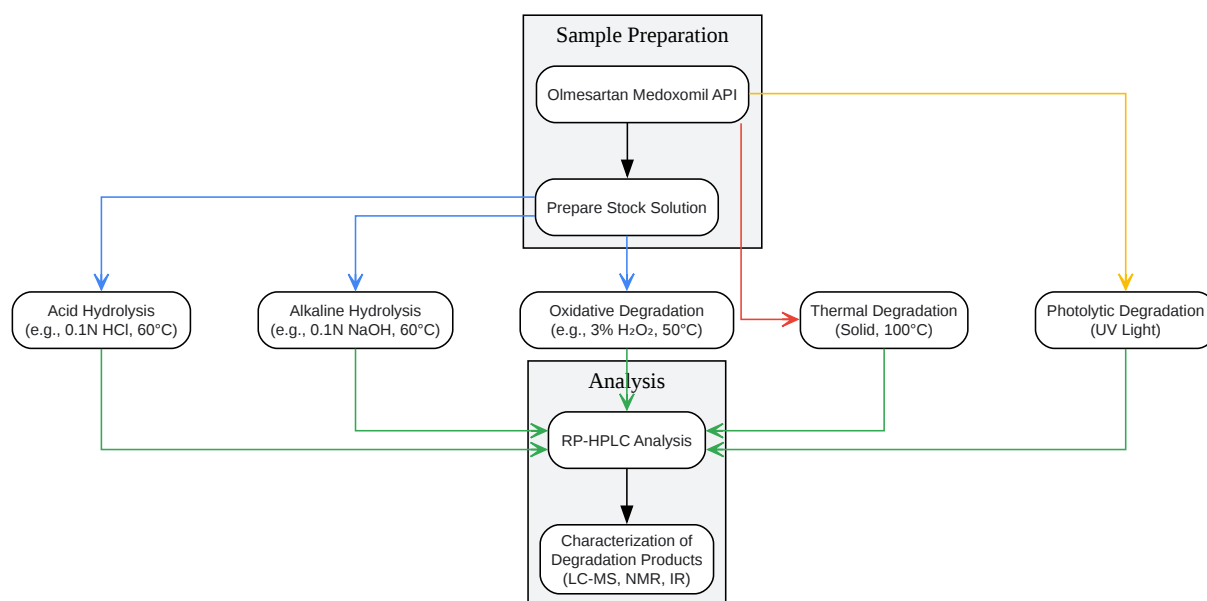 Sample Preparation
Olmesartan Medoxomil API
Prepare Stock Solution
Acid Hydrolysis
(e.g., 0.1N HCl, 60°C)
Alkaline Hydrolysis
(e.g., 0.1N NaOH, 60°C)
Oxidative Degradation
(e.g., 3% H₂O₂, 50°C)
Thermal Degradation
(Solid, 100°C)
Photolytic Degradation
(UV Light)
Analysis
RP-HPLC Analysis
Characterization of
Degradation Products
(LC-MS, NMR, IR)